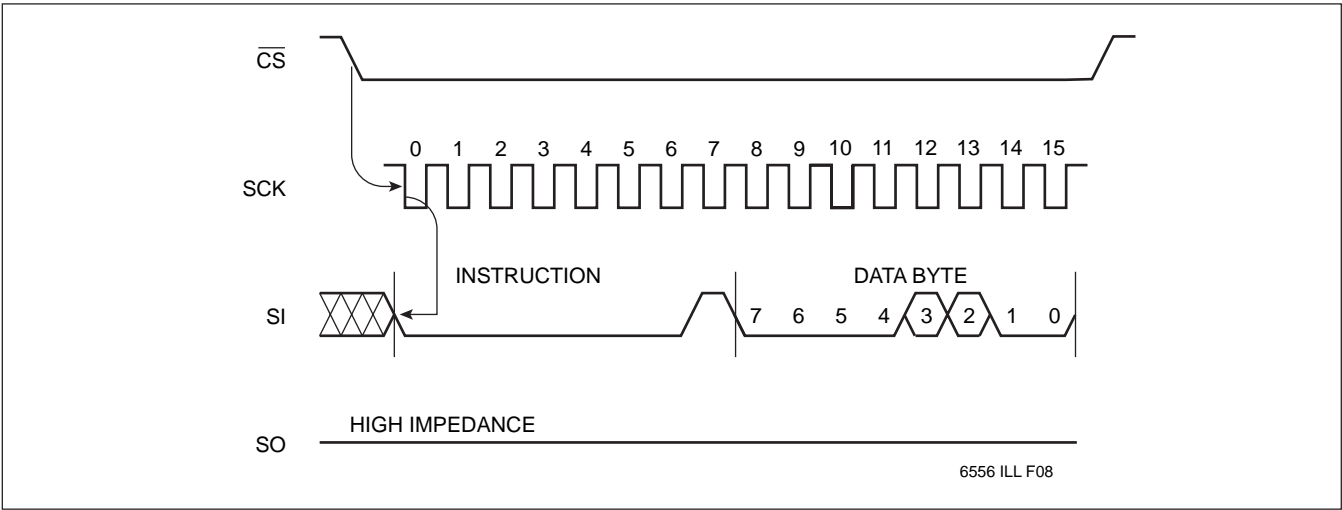 CS
0 1 2 3 4 5 6 7 8 9 10 11 12 13 14 15
SCK
INSTRUCTION DATA BYTE
SI 7 6 5 4 3 2 1 0
HIGH IMPEDANCE
SO
6556 ILL F08